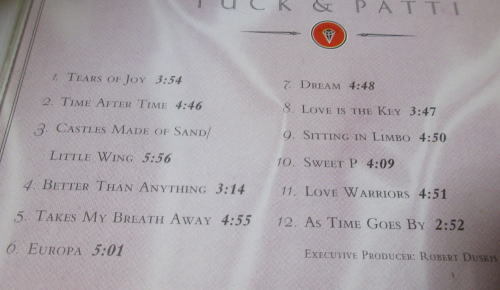 TUCK & PATTI
1. TEARS OF JOY 3:54
2. TIME AFTER TIME 4:46
3. CASTLES MADE OF SAND/
LITTLE WING 5:56
4. BETTER THAN ANYTHING 3:14
5. TAKES MY BREATH AWAY 4:55
6. EUROPA 5:01
7. DREAM 4:48
8. LOVE IS THE KEY 3:47
9. SITTING IN LIMBO 4:50
10. SWEET P 4:09
11. LOVE WARRIORS 4:51
12. AS TIME GOES BY 2:52
EXECUTIVE PRODUCER: ROBERT DUSKIS